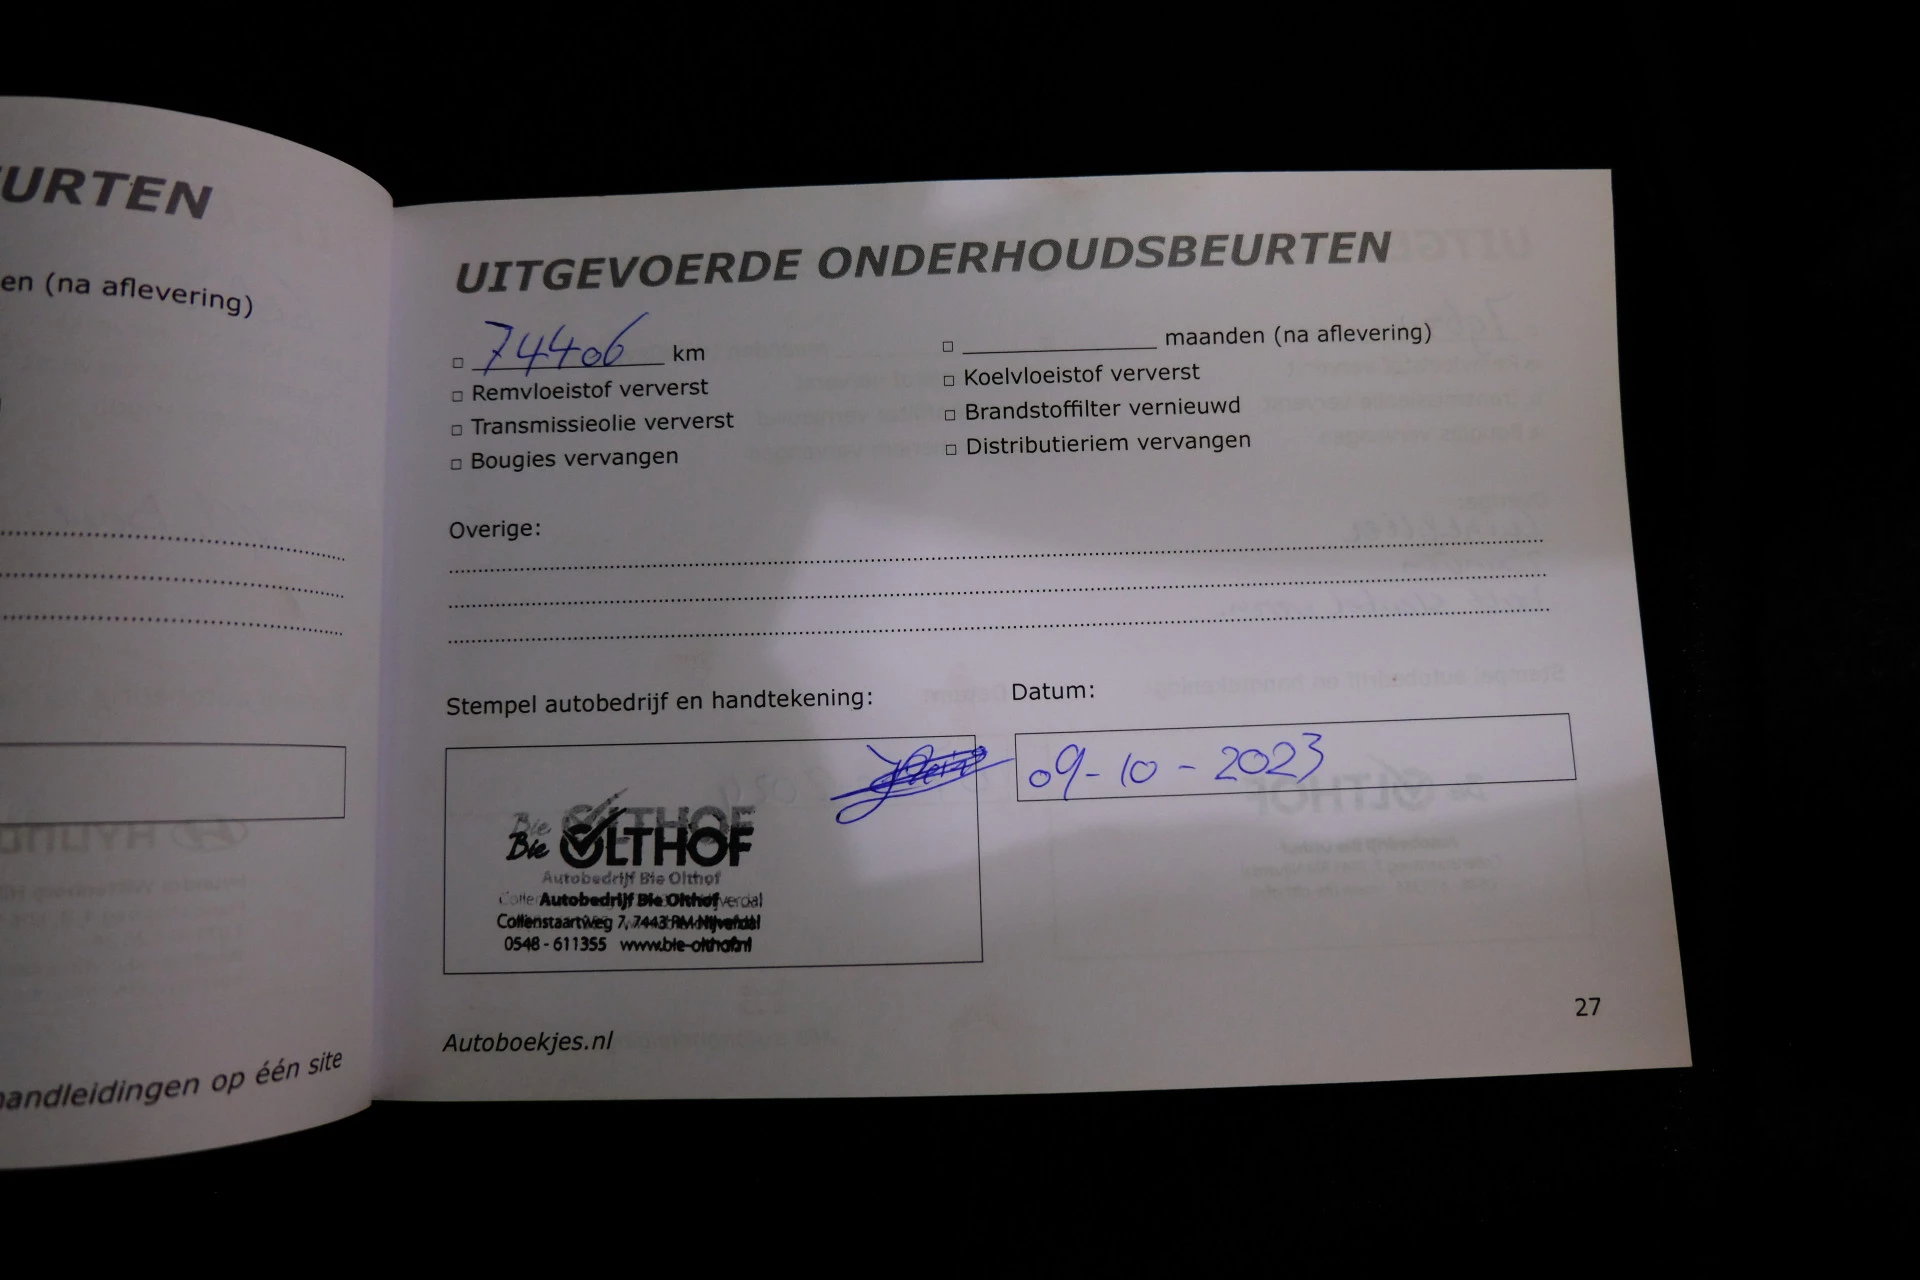 URTEN
en (na aflevering)
handleidingen op één site
UITGEVOERDE ONDERHOUDSBEURTEN
74406 km
maanden (na aflevering)
Remvloeistof ververst
Koelvloeistof ververst
Transmissieolie ververst
Brandstoffilter vernieuwd
Bougies vervangen
Distributieriem vervangen
Overige:
Stempel autobedrijf en handtekening:
Datum:
09-10-2023
Bie OLTHOF
Bie OLTHOF
Autobedrijf Bie Olthof
Autobedrijf Bie Olthof
Collenstaartweg 7, 7443 RM Nijverdal
0548 - 611355 www.bie-olthof.nl
27
Autoboekjes.nl